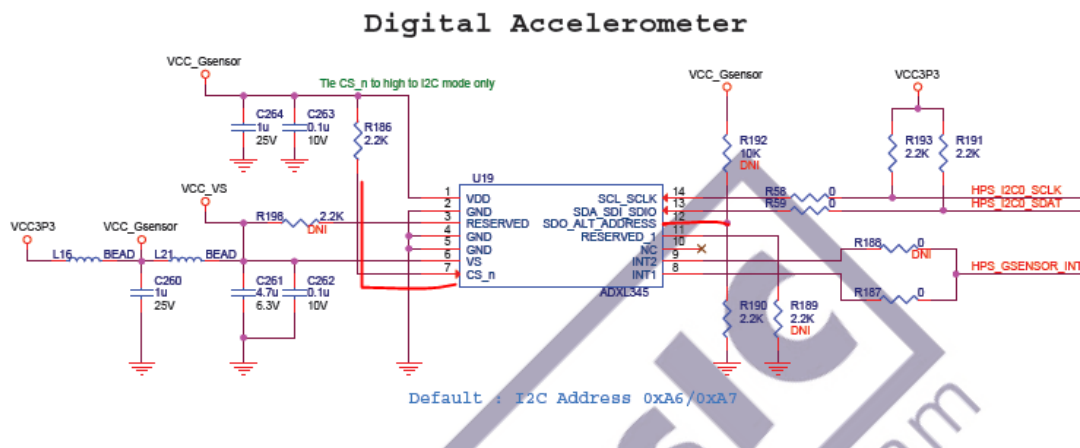 Digital Accelerometer
VCC_Gsensor
Tie CS_n to high to I2C mode only
C264
1u
25V
C263
0.1u
10V
R186
2.2K
VCC_Gsensor
R192
10K
DNI
VCC3P3
R193
2.2K
R191
2.2K
U19
1 VDD
2 GND
3 RESERVED
4 GND
5 GND
6 VS
7 CS_n
SCL_SCLK 14
SDA_SDI_SDIO 13
SDO_ALT_ADDRESS 12
RESERVED_1 11
NC 10
INT2 9
INT1 8
ADXL345
R58 0
R59 0
HPS_I2C0_SCLK
HPS_I2C0_SDAT
VCC_VS
R198 2.2K
DNI
VCC3P3
L16 BEAD
VCC_Gsensor
L21 BEAD
C260
1u
25V
C261
4.7u
6.3V
C262
0.1u
10V
R188 0
DNI
HPS_GSENSOR_INT
R187 0
R190
2.2K
R189
2.2K
DNI
Default : I2C Address 0xA6/0xA7
SIC
om